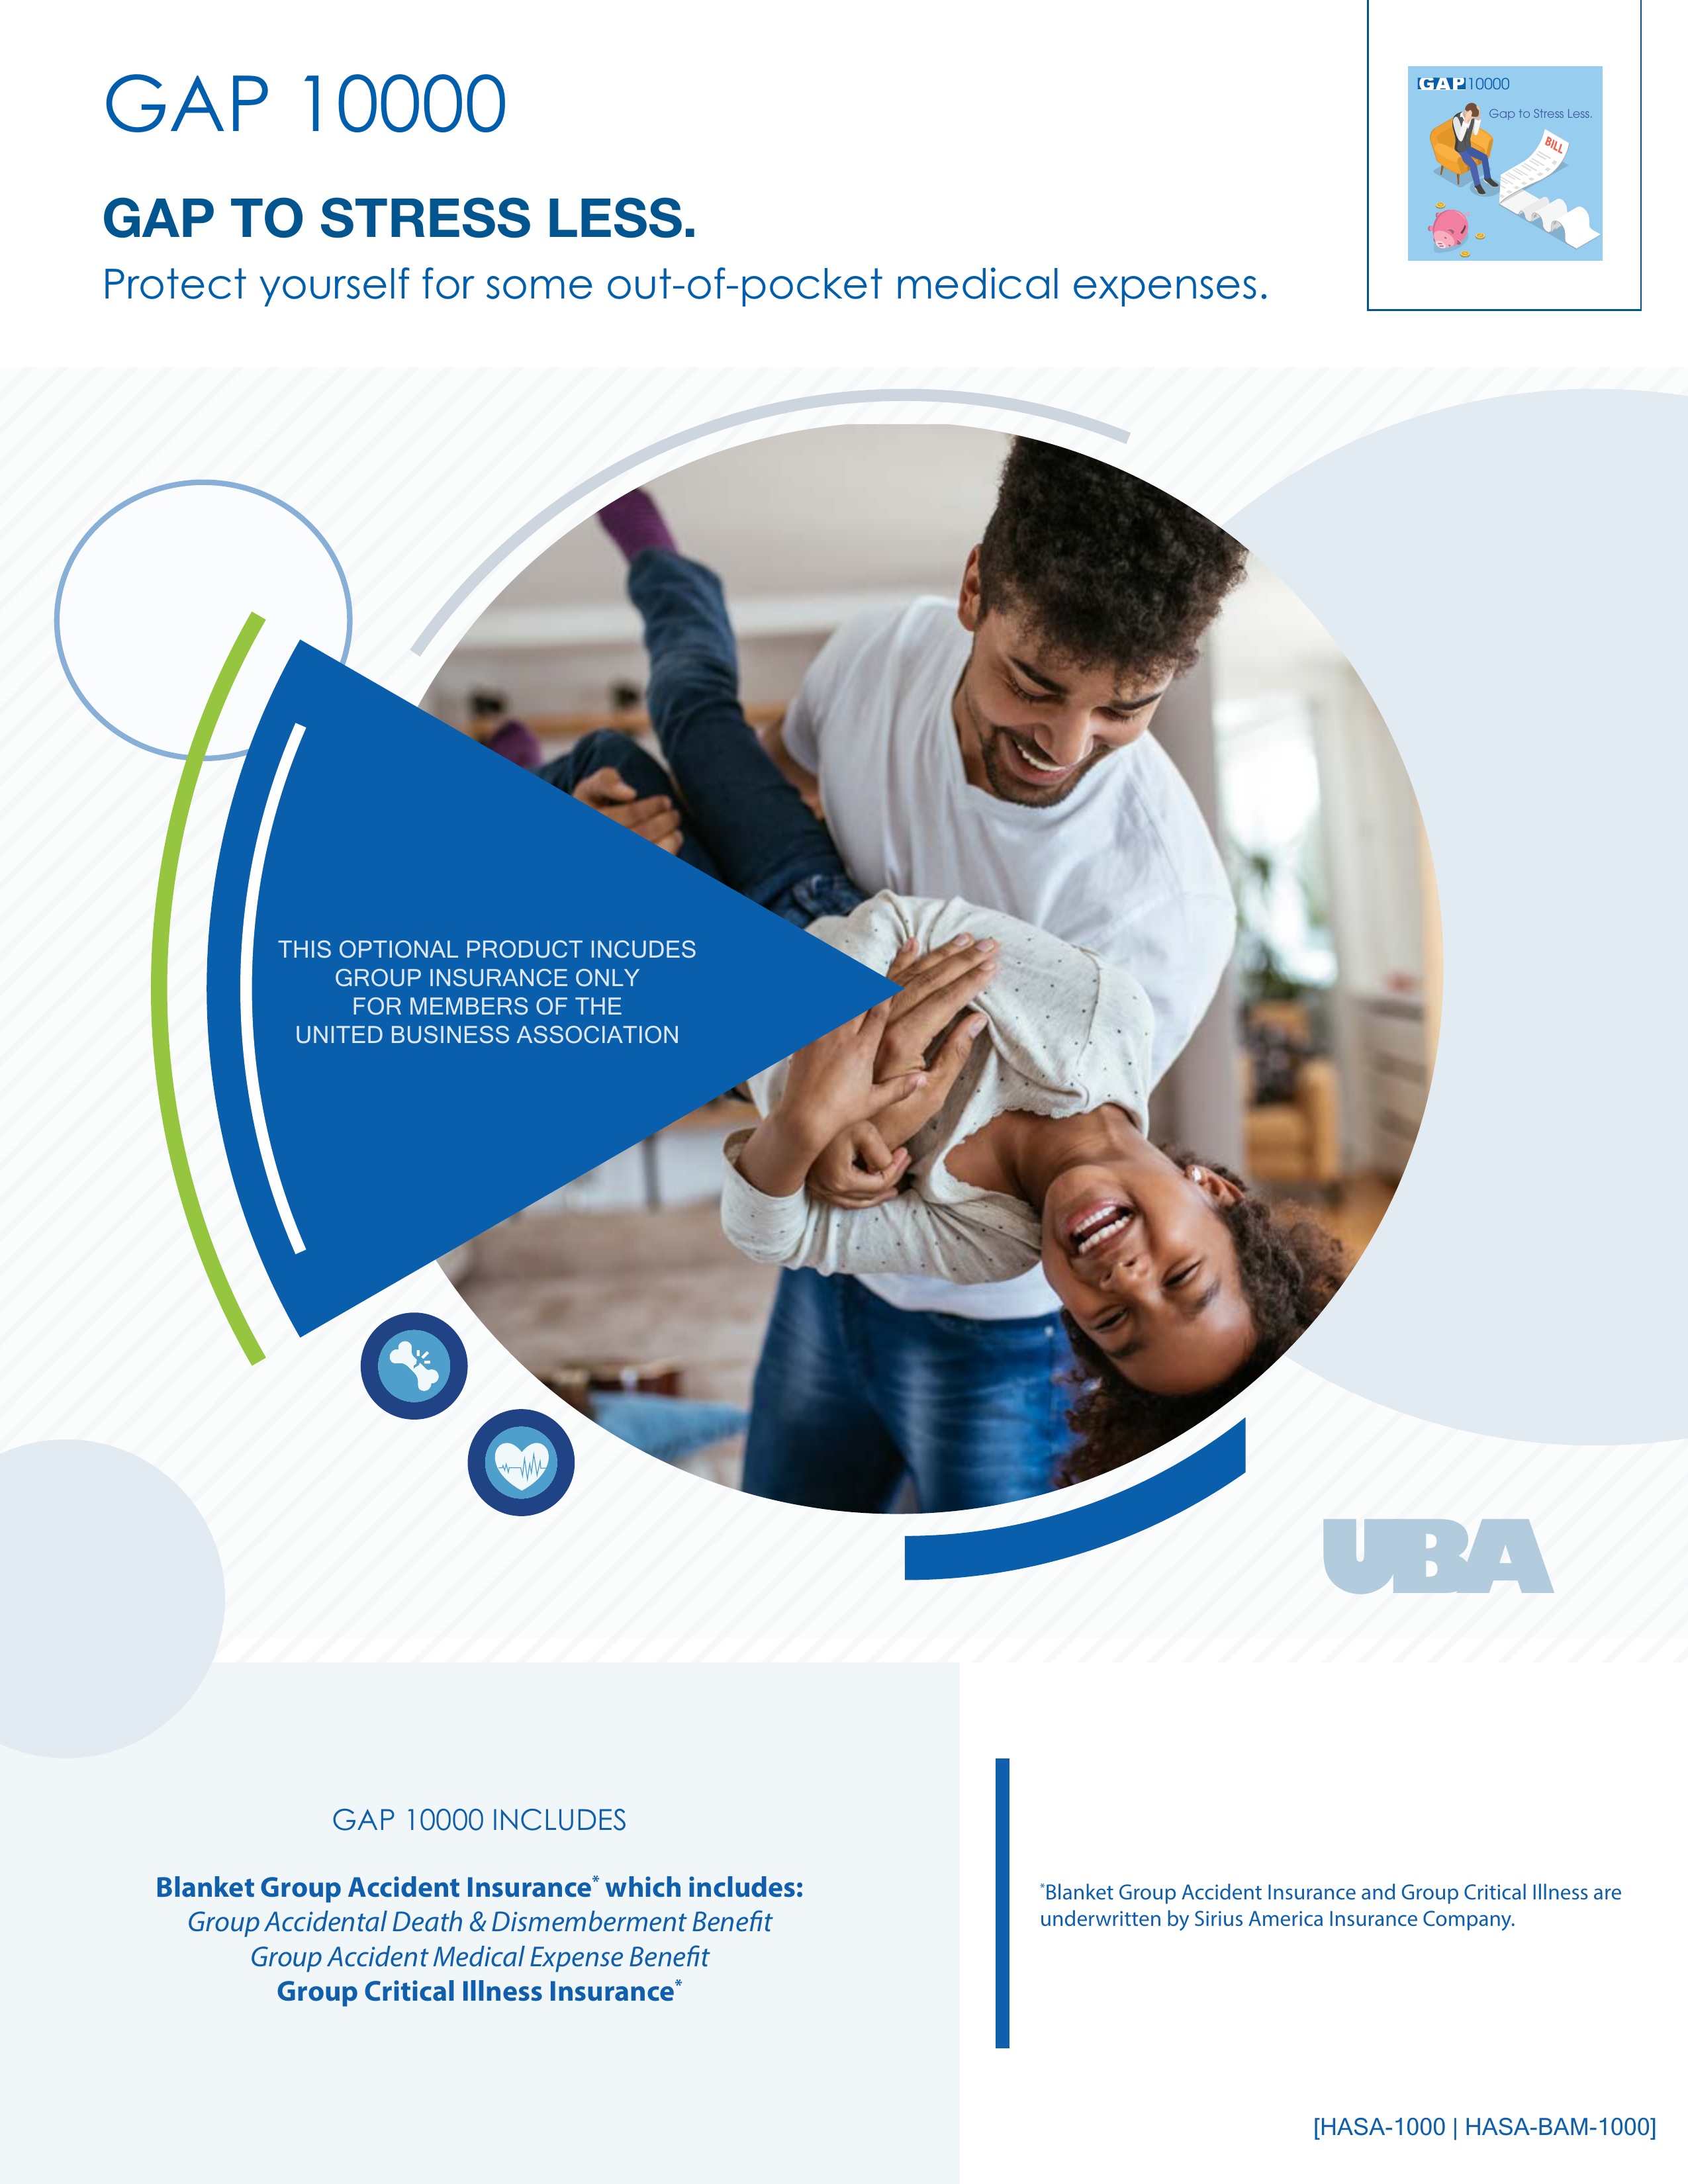 GAP 10000
GAP TO STRESS LESS.
Protect yourself for some out-of-pocket medical expenses.
GAP 10000
Gap to Stress Less.
BILL
THIS OPTIONAL PRODUCT INCUDES
GROUP INSURANCE ONLY
FOR MEMBERS OF THE
UNITED BUSINESS ASSOCIATION
UBA
GAP 10000 INCLUDES
Blanket Group Accident Insurance* which includes:
Group Accidental Death & Dismemberment Benefit
Group Accident Medical Expense Benefit
Group Critical Illness Insurance*
*Blanket Group Accident Insurance and Group Critical Illness are
underwritten by Sirius America Insurance Company.
[HASA-1000 | HASA-BAM-1000]